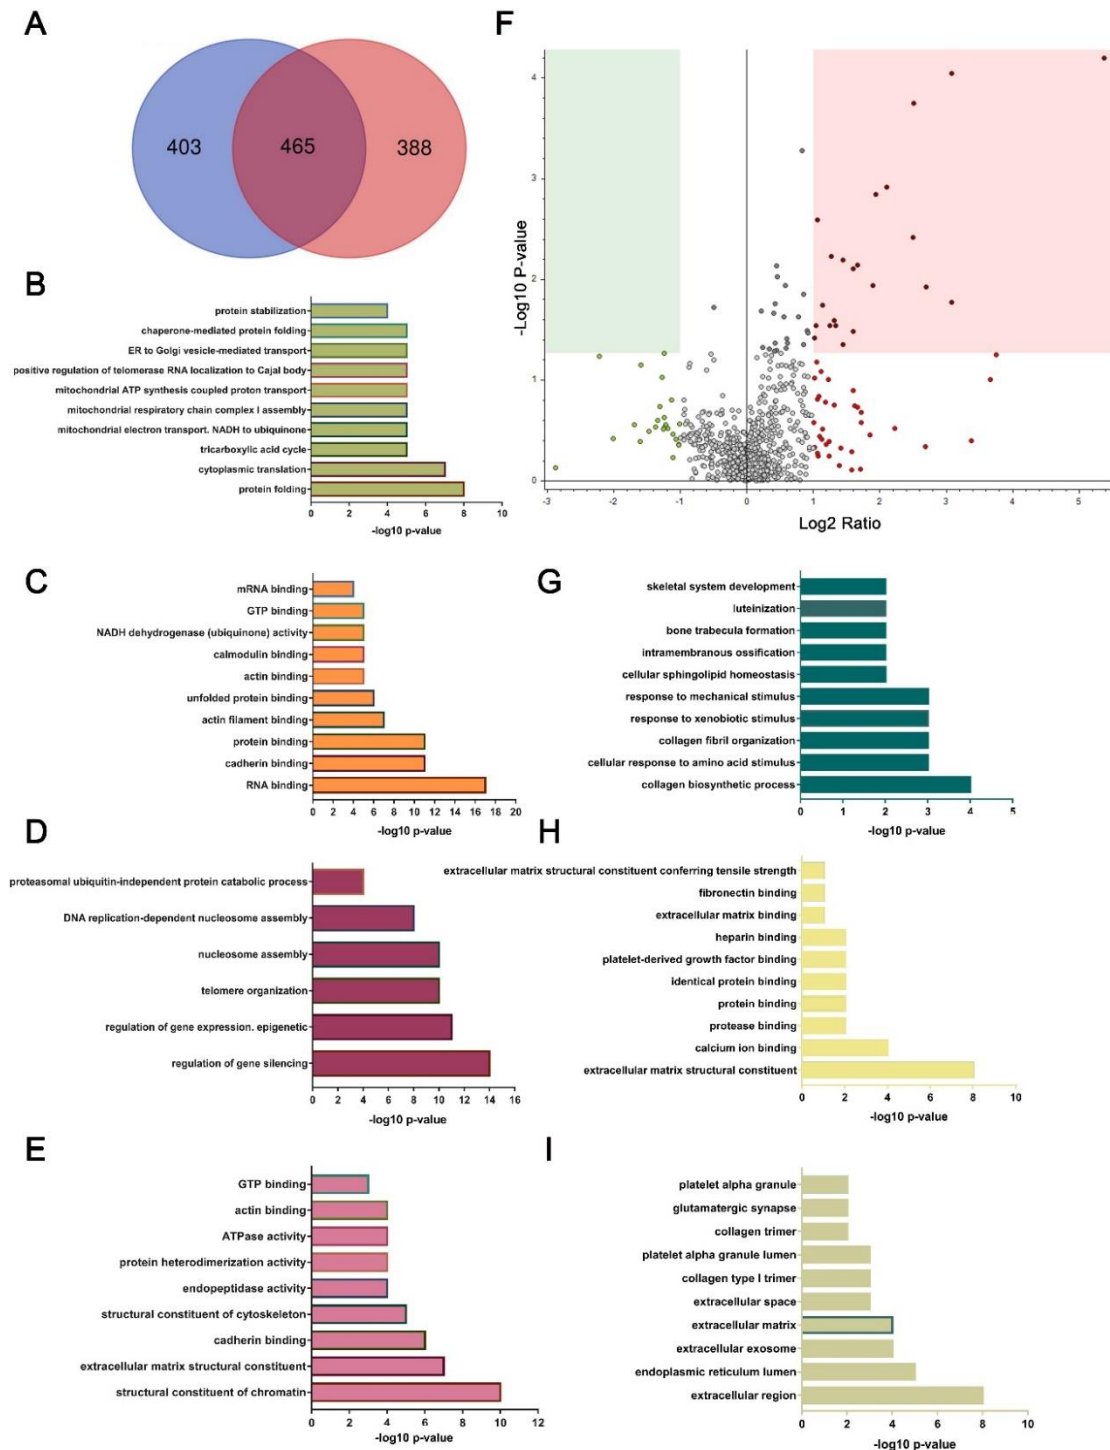 A
403
465
388
B
protein stabilization
chaperone-mediated protein folding
ER to Golgi vesicle-mediated transport
positive regulation of telomerase RNA localization to Cajal body
mitochondrial ATP synthesis coupled proton transport
mitochondrial respiratory chain complex I assembly
mitochondrial electron transport. NADH to ubiquinone
tricarboxylic acid cycle
cytoplasmic translation
protein folding
0 2 4 6 8 10
-log10 p-value
C
mRNA binding
GTP binding
NADH dehydrogenase (ubiquinone) activity
calmodulin binding
actin binding
unfolded protein binding
actin filament binding
protein binding
cadherin binding
RNA binding
0 2 4 6 8 10 12 14 16 18 20
-log10 p-value
D
proteasomal ubiquitin-independent protein catabolic process
DNA replication-dependent nucleosome assembly
nucleosome assembly
telomere organization
regulation of gene expression. epigenetic
regulation of gene silencing
0 2 4 6 8 10 12 14 16
-log10 p-value
E
GTP binding
actin binding
ATPase activity
protein heterodimerization activity
endopeptidase activity
structural constituent of cytoskeleton
cadherin binding
extracellular matrix structural constituent
structural constituent of chromatin
0 2 4 6 8 10 12
-log10 p-value
F
-Log10 P-value
4
3
2
1
0
-3 -2 -1 0 1 2 3 4 5
Log2 Ratio
G
skeletal system development
luteinization
bone trabecula formation
intramembranous ossification
cellular sphingolipid homeostasis
response to mechanical stimulus
response to xenobiotic stimulus
collagen fibril organization
cellular response to amino acid stimulus
collagen biosynthetic process
0 1 2 3 4 5
-log10 p-value
H
extracellular matrix structural constituent conferring tensile strength
fibronectin binding
extracellular matrix binding
heparin binding
platelet-derived growth factor binding
identical protein binding
protein binding
protease binding
calcium ion binding
extracellular matrix structural constituent
0 2 4 6 8 10
-log10 p-value
I
platelet alpha granule
glutamatergic synapse
collagen trimer
platelet alpha granule lumen
collagen type I trimer
extracellular space
extracellular matrix
extracellular exosome
endoplasmic reticulum lumen
extracellular region
0 2 4 6 8 10
-log10 p-value